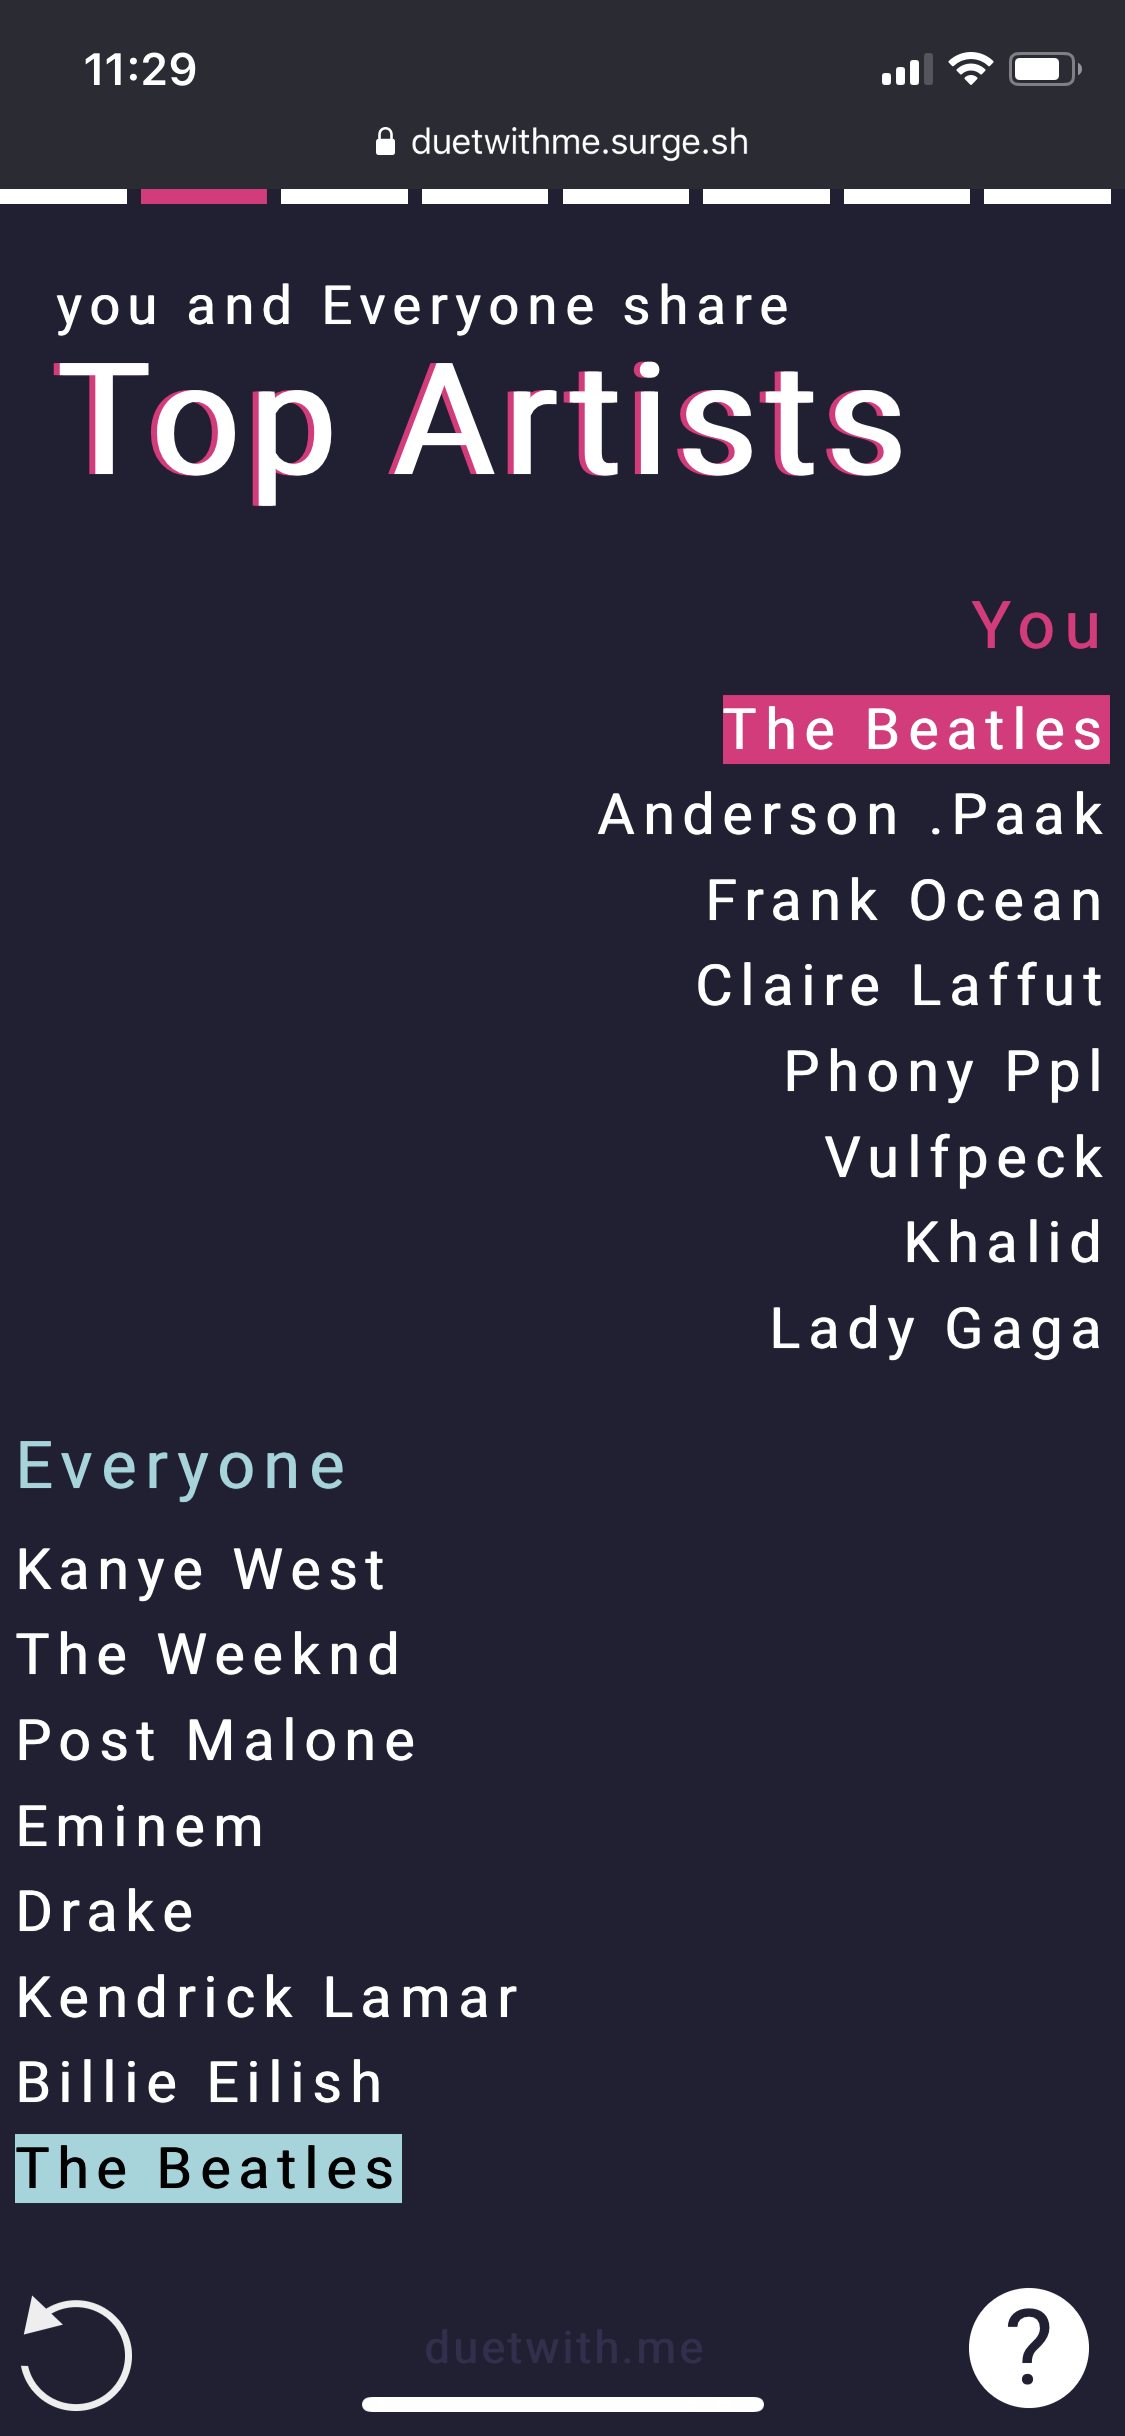 11:29
duetwithme.surge.sh
you and Everyone share
Top Artists
You
The Beatles
Anderson .Paak
Frank Ocean
Claire Laffut
Phony Ppl
Vulfpeck
Khalid
Lady Gaga
Everyone
Kanye West
The Weeknd
Post Malone
Eminem
Drake
Kendrick Lamar
Billie Eilish
The Beatles
duetwith.me
?